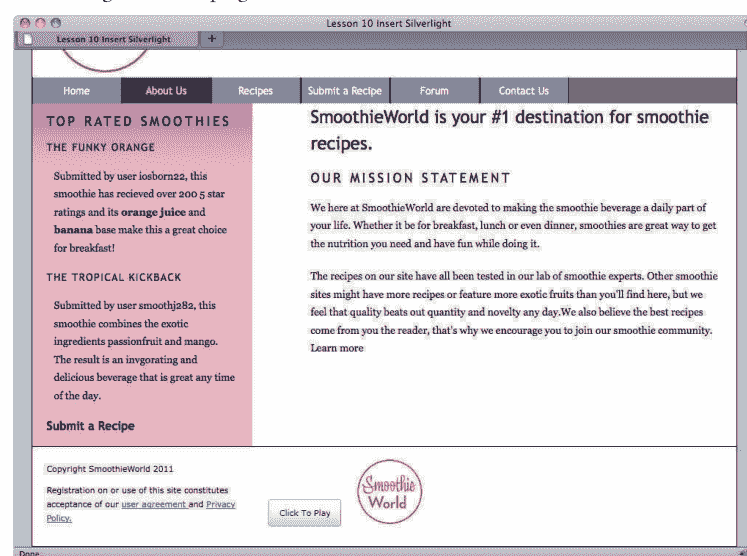 Lesson 10 Insert Silverlight
Lesson 10 Insert Silverlight +
Home About Us Recipes Submit a Recipe Forum Contact Us
TOP RATED SMOOTHIES
THE FUNKY ORANGE
Submitted by user iosborn22, this
smoothie has recieved over 200 5 star
ratings and its orange juice and
banana base make this a great choice
for breakfast!
THE TROPICAL KICKBACK
Submitted by user smoothj282, this
smoothie combines the exotic
ingredients passionfruit and mango.
The result is an invgorating and
delicious beverage that is great any time
of the day.
Submit a Recipe
SmoothieWorld is your #1 destination for smoothie
recipes.
OUR MISSION STATEMENT
We here at SmoothieWorld are devoted to making the smoothie beverage a daily part of
your life. Whether it be for breakfast, lunch or even dinner, smoothies are great way to get
the nutrition you need and have fun while doing it.
The recipes on our site have all been tested in our lab of smoothie experts. Other smoothie
sites might have more recipes or feature more exotic fruits than you'll find here, but we
feel that quality beats out quantity and novelty any day.We also believe the best recipes
come from you the reader, that's why we encourage you to join our smoothie community.
Learn more
Copyright SmoothieWorld 2011
Registration on or use of this site constitutes
acceptance of our user agreement and Privacy
Policy.
Click To Play
Smoothie
World
Done